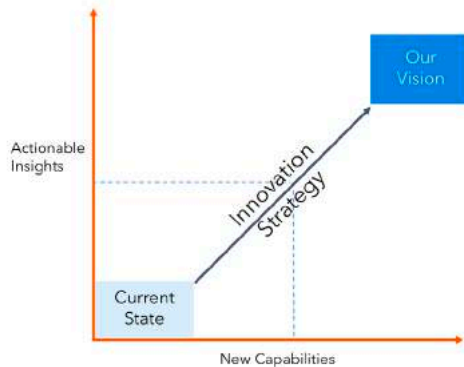 Our
Vision
Actionable
Insights
Innovation
Strategy
Current
State
New Capabilities